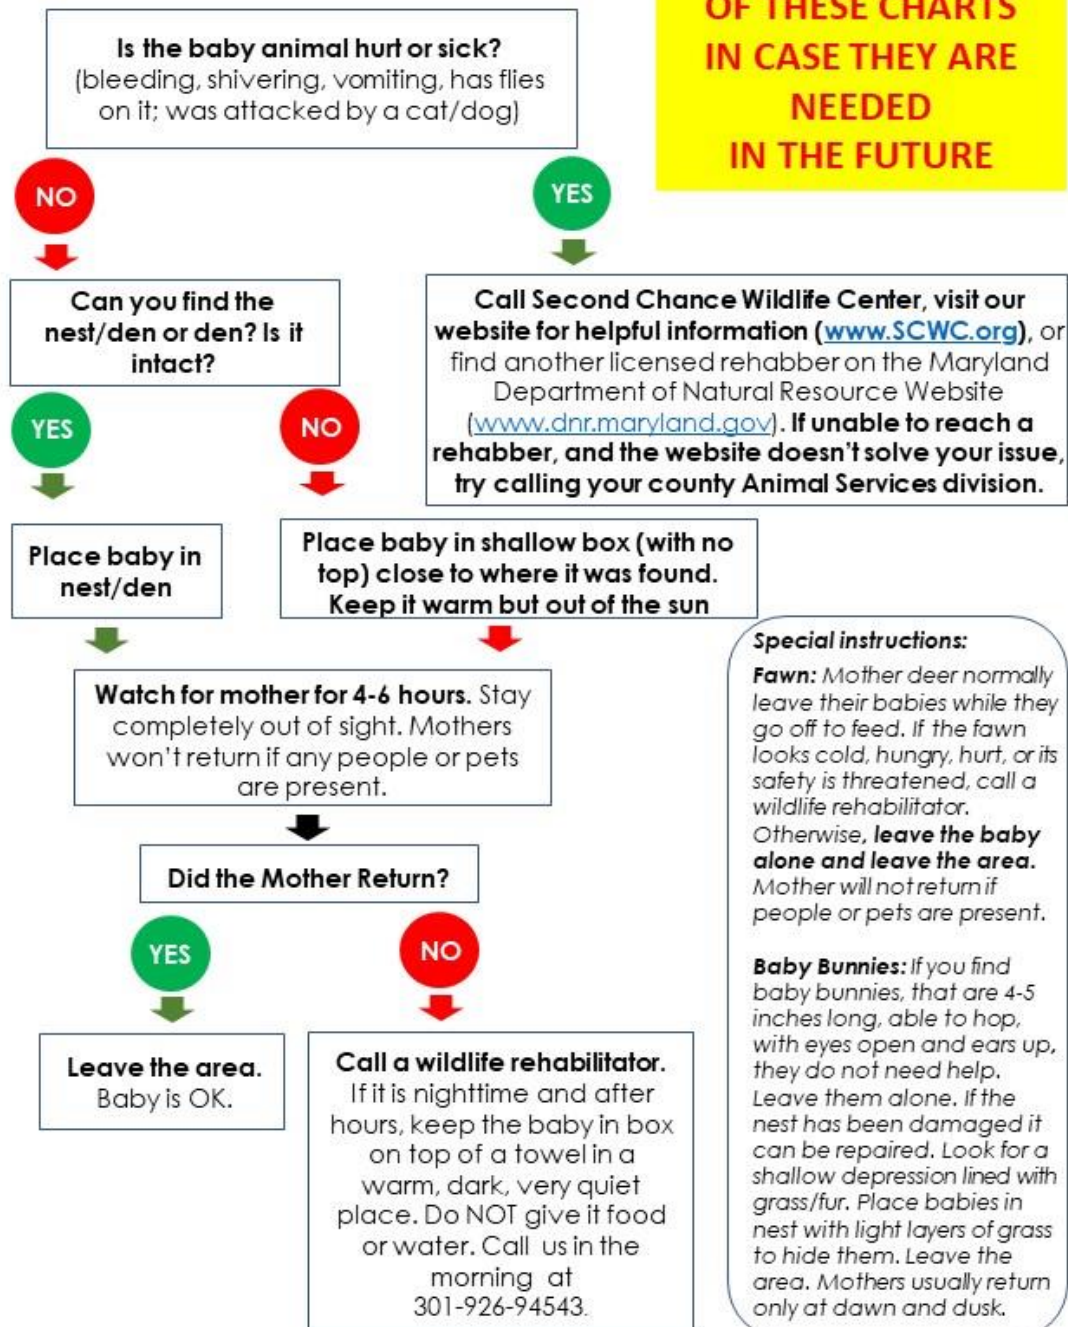 OF THESE CHARTS
IN CASE THEY ARE
NEEDED
IN THE FUTURE
Is the baby animal hurt or sick?
(bleeding, shivering, vomiting, has flies
on it; was attacked by a cat/dog)
NO
YES
Can you find the
nest/den or den? Is it
intact?
Call Second Chance Wildlife Center, visit our
website for helpful information (www.SCWC.org), or
find another licensed rehabber on the Maryland
Department of Natural Resource Website
(www.dnr.maryland.gov). If unable to reach a
rehabber, and the website doesn't solve your issue,
try calling your county Animal Services division.
YES
NO
Place baby in
nest/den
Place baby in shallow box (with no
top) close to where it was found.
Keep it warm but out of the sun
Watch for mother for 4-6 hours. Stay
completely out of sight. Mothers
won't return if any people or pets
are present.
Did the Mother Return?
YES
NO
Leave the area.
Baby is OK.
Call a wildlife rehabilitator.
If it is nighttime and after
hours, keep the baby in box
on top of a towel in a
warm, dark, very quiet
place. Do NOT give it food
or water. Call us in the
morning at
301-926-94543.
Special instructions:
Fawn: Mother deer normally
leave their babies while they
go off to feed. If the fawn
looks cold, hungry, hurt, or its
safety is threatened, call a
wildlife rehabilitator.
Otherwise, leave the baby
alone and leave the area.
Mother will not return if
people or pets are present.
Baby Bunnies: If you find
baby bunnies, that are 4-5
inches long, able to hop,
with eyes open and ears up,
they do not need help.
Leave them alone. If the
nest has been damaged it
can be repaired. Look for a
shallow depression lined with
grass/fur. Place babies in
nest with light layers of grass
to hide them. Leave the
area. Mothers usually return
only at dawn and dusk.